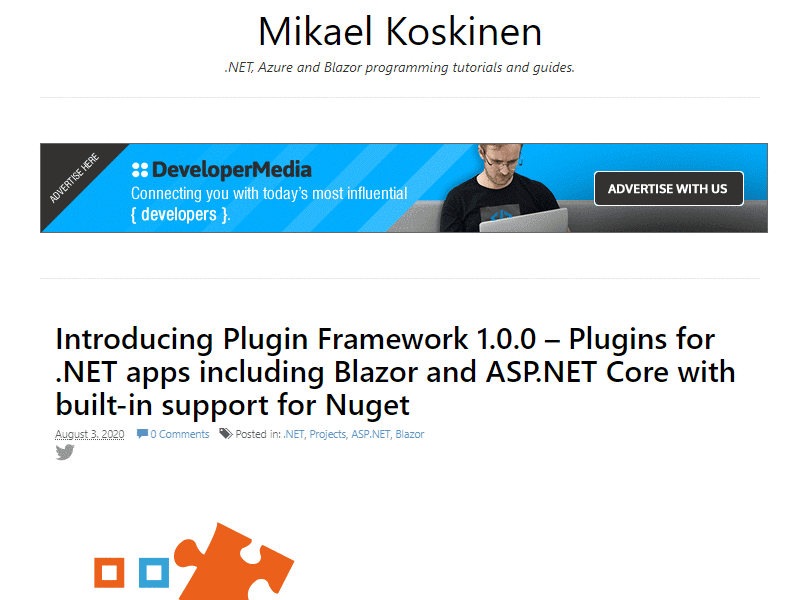 Mikael Koskinen
.NET, Azure and Blazor programming tutorials and guides.
ADVERTISE HERE
DeveloperMedia
Connecting you with today's most influential
{ developers }.
ADVERTISE WITH US
Introducing Plugin Framework 1.0.0 – Plugins for
.NET apps including Blazor and ASP.NET Core with
built-in support for Nuget
August 3, 2020 0 Comments Posted in: .NET, Projects, ASP.NET, Blazor